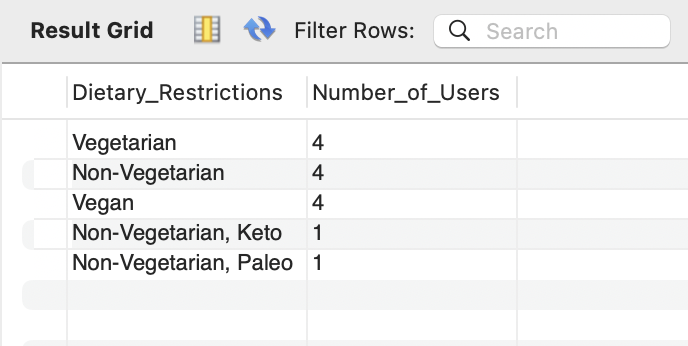 Result Grid Filter Rows: Search
Dietary_Restrictions Number_of_Users
Vegetarian 4
Non-Vegetarian 4
Vegan 4
Non-Vegetarian, Keto 1
Non-Vegetarian, Paleo 1